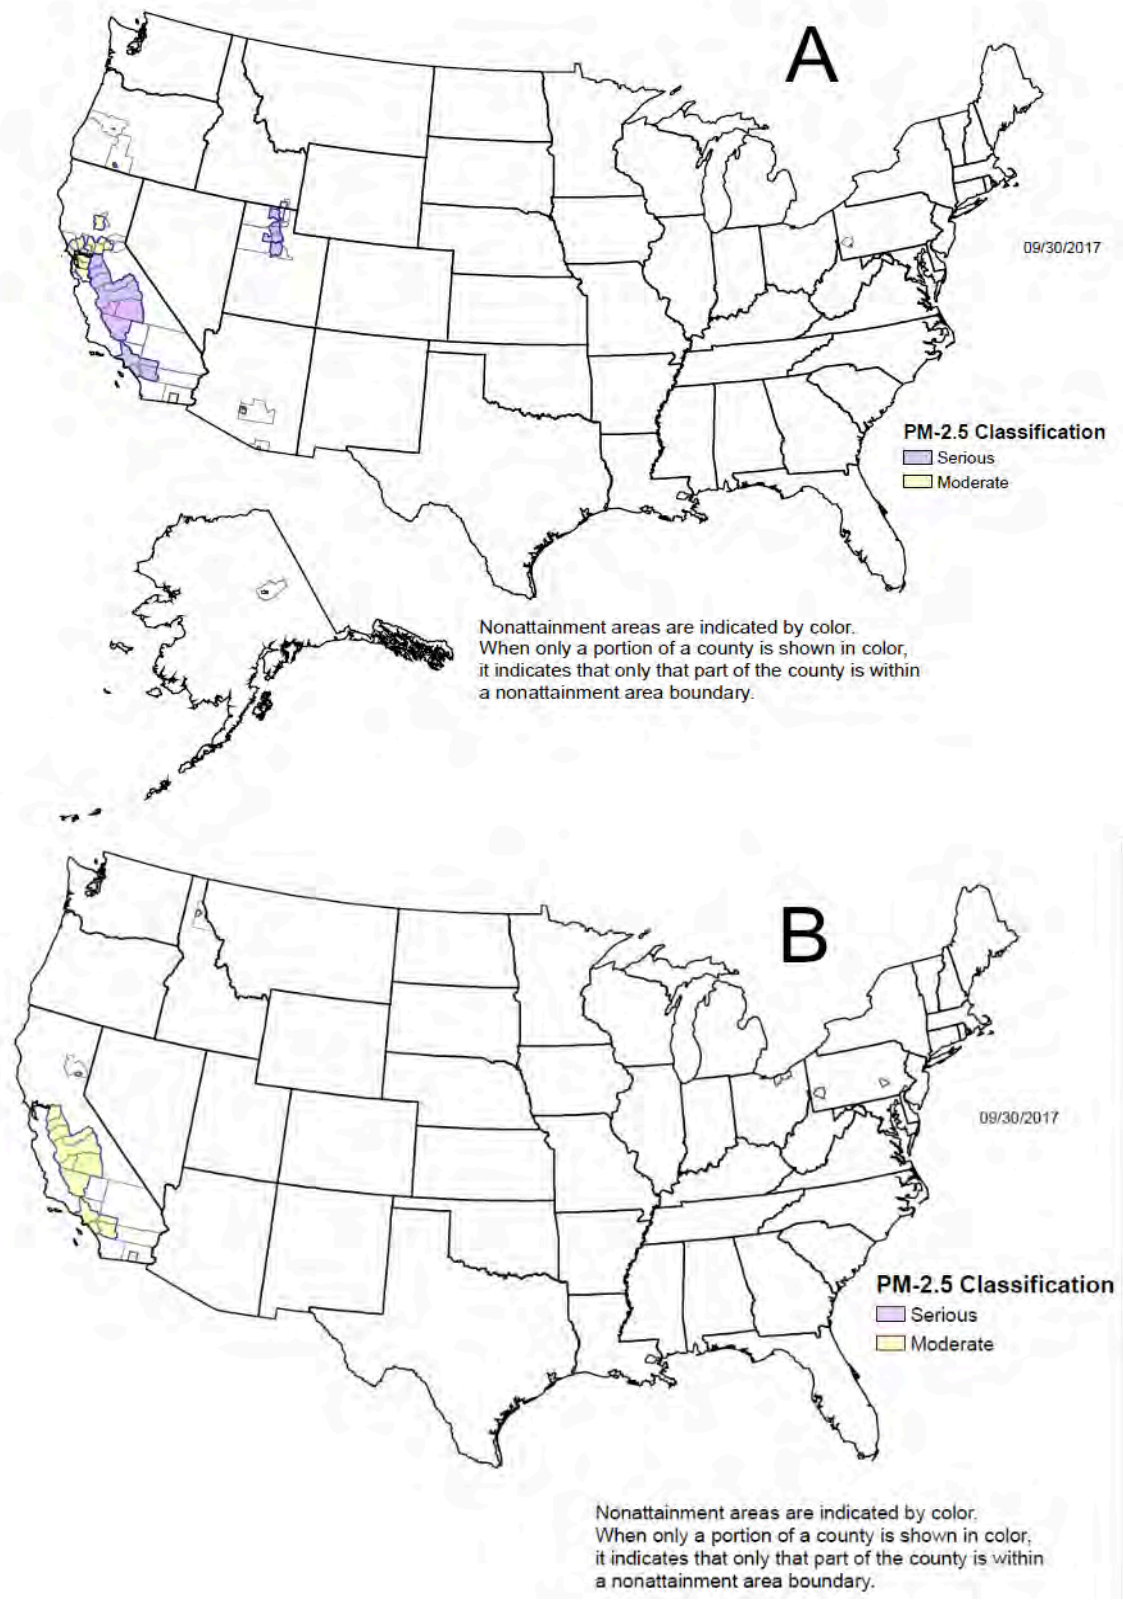 A
09/30/2017
PM-2.5 Classification
Serious
Moderate
Nonattainment areas are indicated by color.
When only a portion of a county is shown in color,
it indicates that only that part of the county is within
a nonattainment area boundary.
B
09/30/2017
PM-2.5 Classification
Serious
Moderate
Nonattainment areas are indicated by color.
When only a portion of a county is shown in color,
it indicates that only that part of the county is within
a nonattainment area boundary.